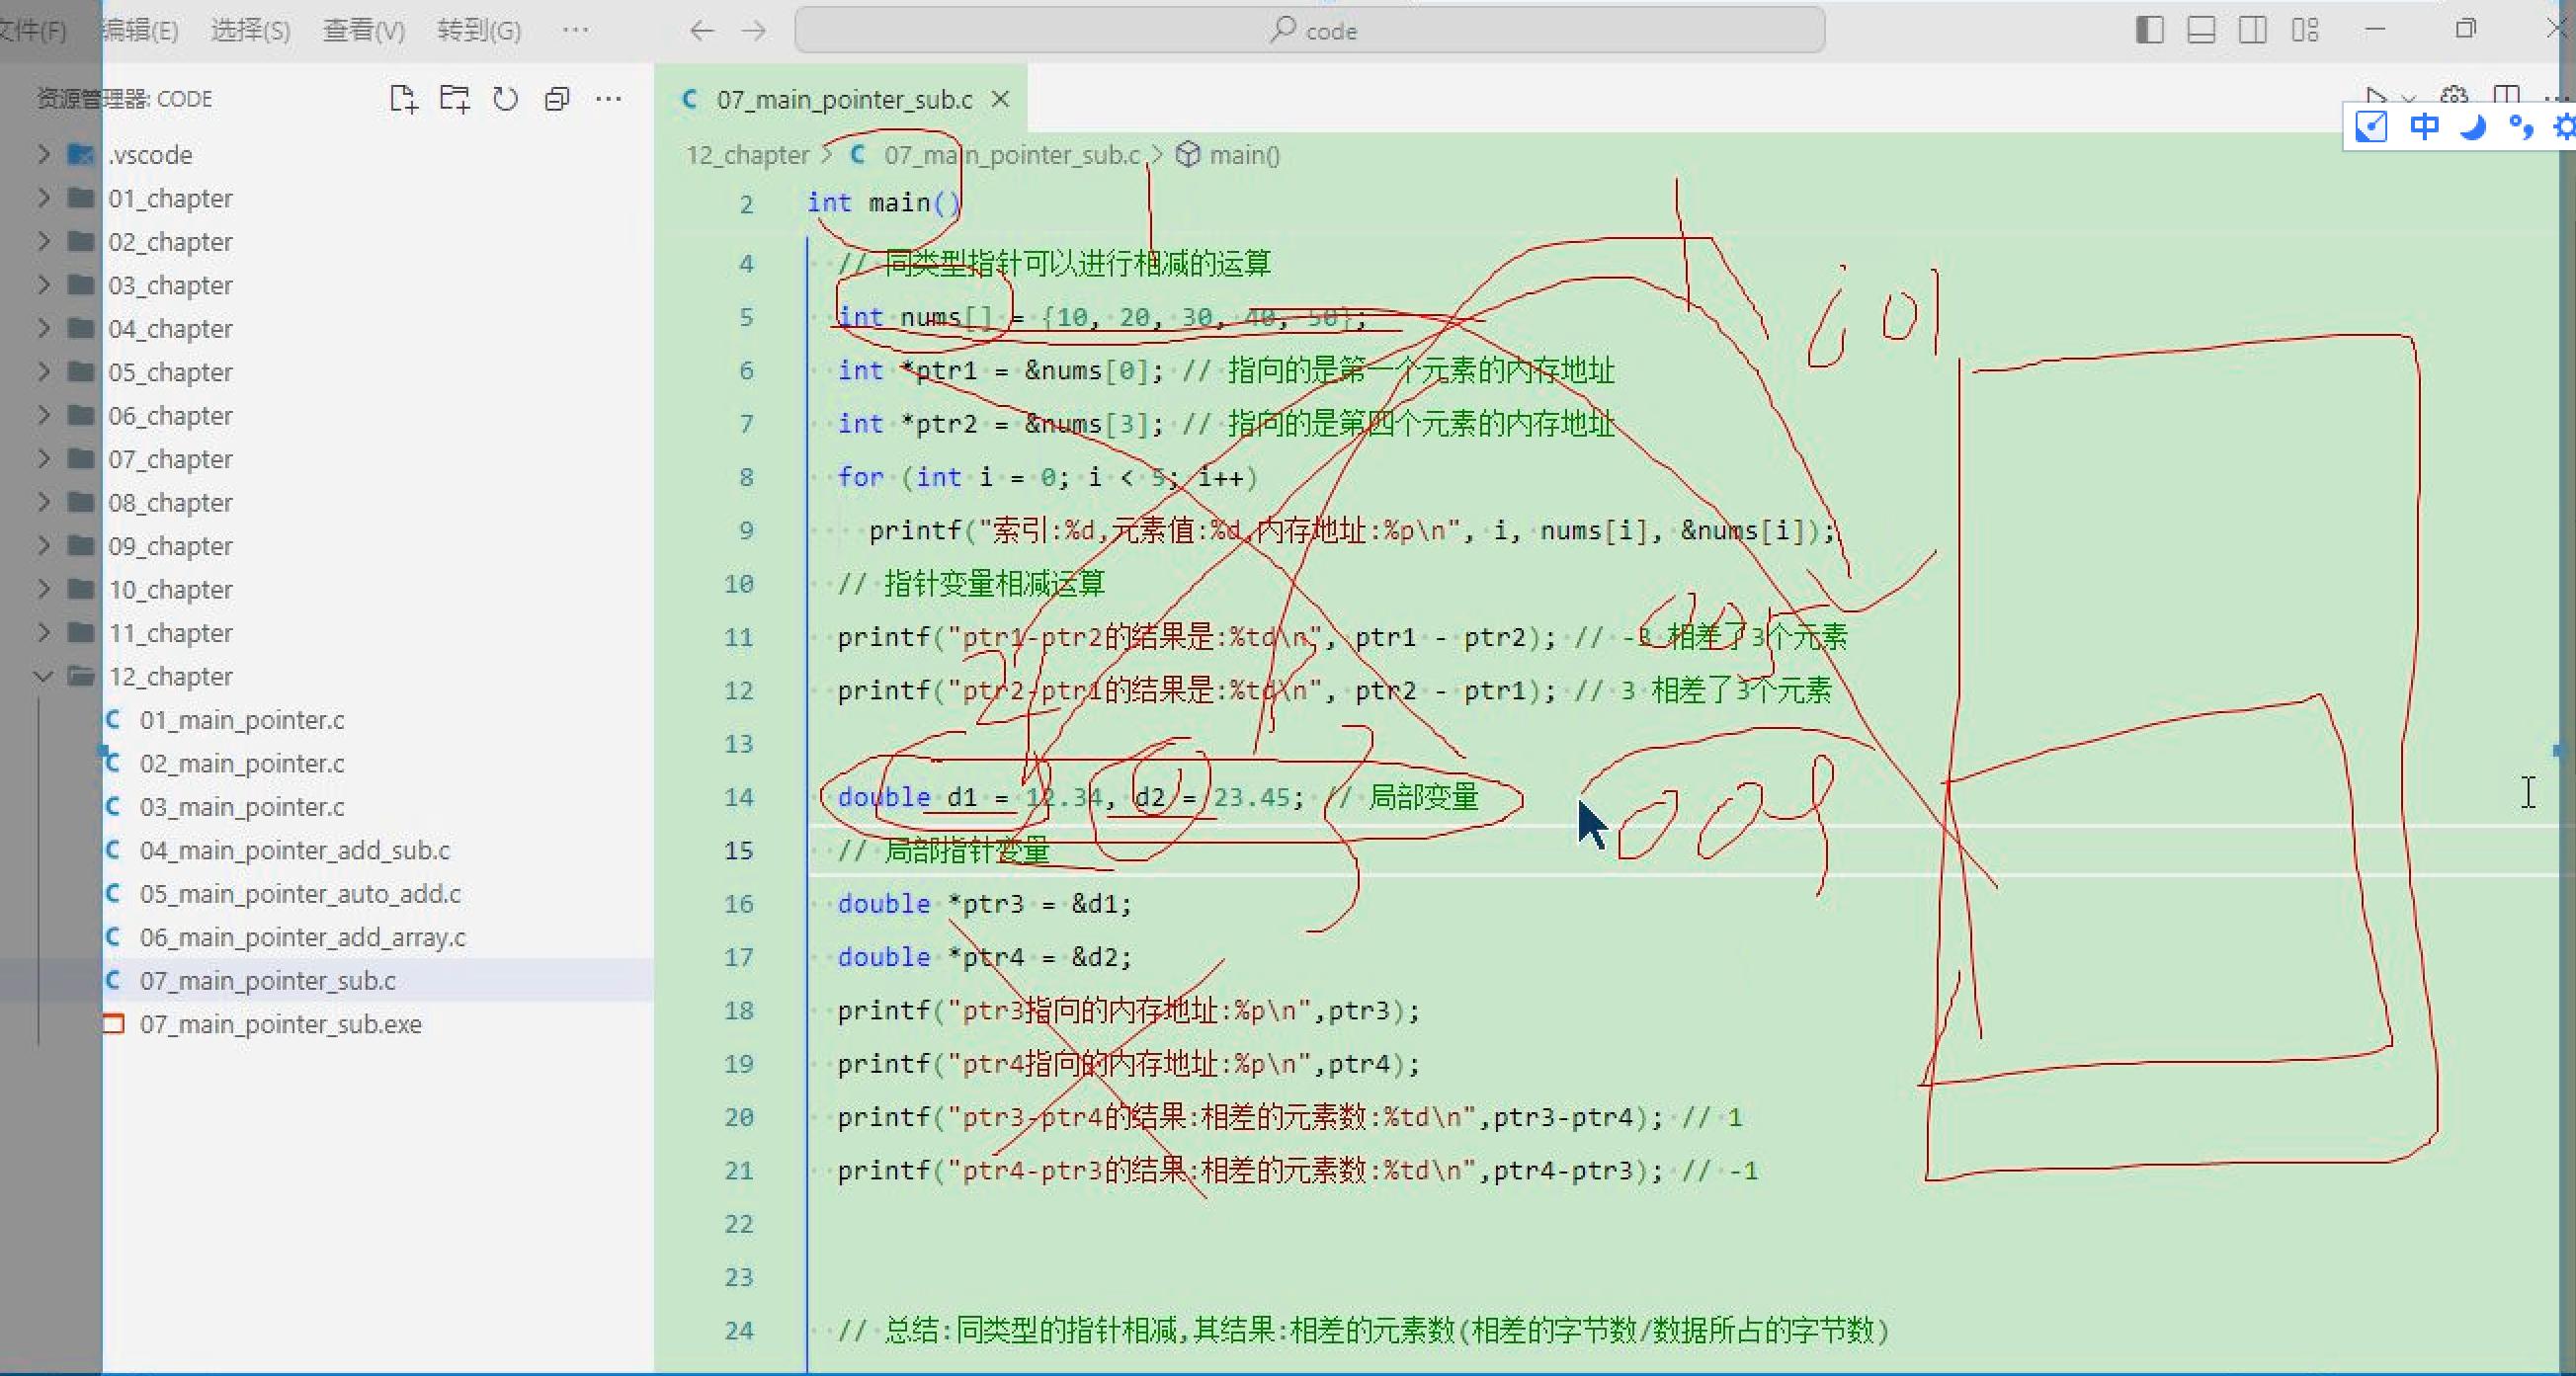 文件(F) 编辑(E) 选择(S) 查看(V) 转到(G) ··· code
资源管理器: CODE
.vscode
01_chapter
02_chapter
03_chapter
04_chapter
05_chapter
06_chapter
07_chapter
08_chapter
09_chapter
10_chapter
11_chapter
12_chapter
01_main_pointer.c
02_main_pointer.c
03_main_pointer.c
04_main_pointer_add_sub.c
05_main_pointer_auto_add.c
06_main_pointer_add_array.c
07_main_pointer_sub.c
07_main_pointer_sub.exe
07_main_pointer_sub.c
中
12_chapter > 07_main_pointer_sub.c > main()
2 int main()
4 // 同类型指针可以进行相减的运算
5 int nums[] = {10, 20, 30, 40, 50};
6 int *ptr1 = &nums[0]; // 指向的是第一个元素的内存地址
7 int *ptr2 = &nums[3]; // 指向的是第四个元素的内存地址
8 for (int i = 0; i < 5; i++)
9 printf("索引:%d,元素值:%d,内存地址:%p\n", i, nums[i], &nums[i]);
10 // 指针变量相减运算
11 printf("ptr1-ptr2的结果是:%td\n", ptr1 - ptr2); // -3 相差了3个元素
12 printf("ptr2-ptr1的结果是:%td\n", ptr2 - ptr1); // 3 相差了3个元素
13
14 double d1 = 12.34, d2 = 23.45; // 局部变量
15 // 局部指针变量
16 double *ptr3 = &d1;
17 double *ptr4 = &d2;
18 printf("ptr3指向的内存地址:%p\n",ptr3);
19 printf("ptr4指向的内存地址:%p\n",ptr4);
20 printf("ptr3-ptr4的结果:相差的元素数:%td\n",ptr3-ptr4); // 1
21 printf("ptr4-ptr3的结果:相差的元素数:%td\n",ptr4-ptr3); // -1
22
23
24 // 总结:同类型的指针相减,其结果:相差的元素数(相差的字节数/数据所占的字节数)
009